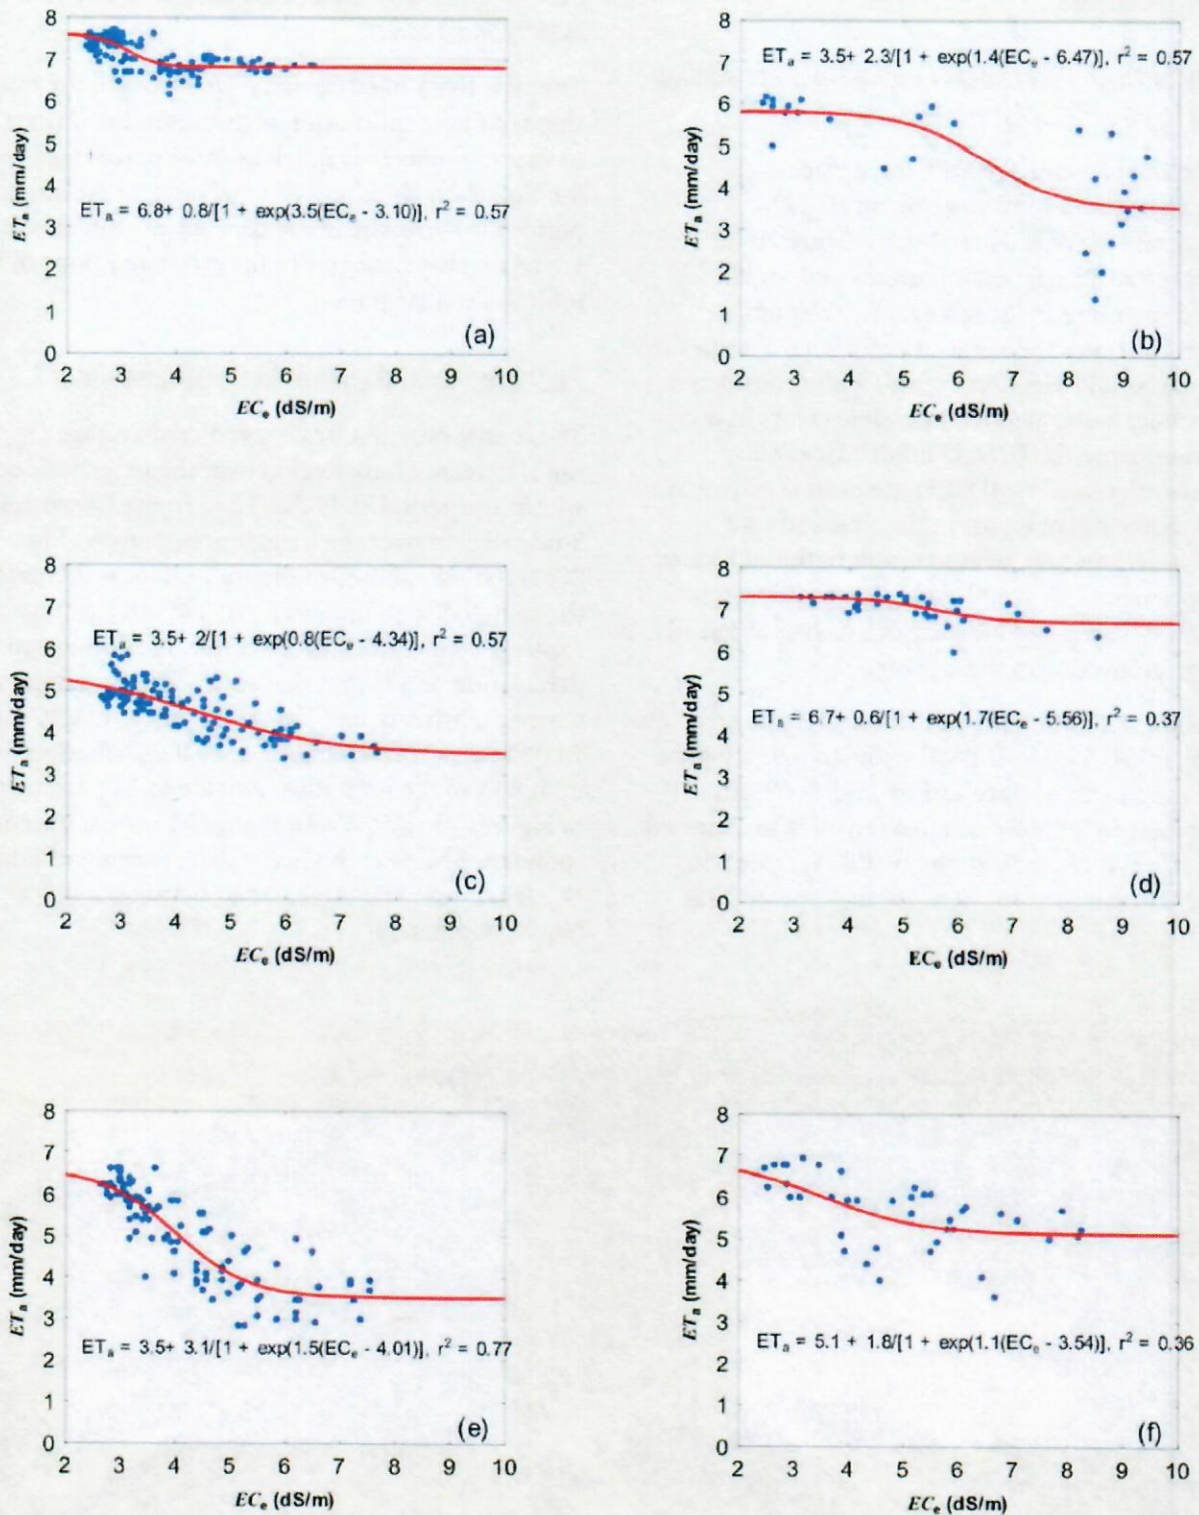 8
7
6
5
4
3
2
1
0
ET_a (mm/day)
ET_a = 6.8+ 0.8/[1 + exp(3.5(EC_e - 3.10)], r² = 0.57
(a)
2 3 4 5 6 7 8 9 10
EC_e (dS/m)
8
7
6
5
4
3
2
1
0
ET_a (mm/day)
ET_a = 3.5+ 2.3/[1 + exp(1.4(EC_e - 6.47)], r² = 0.57
(b)
2 3 4 5 6 7 8 9 10
EC_e (dS/m)
8
7
6
5
4
3
2
1
0
ET_a (mm/day)
ET_a = 3.5+ 2/[1 + exp(0.8(EC_e - 4.34)], r² = 0.57
(c)
2 3 4 5 6 7 8 9 10
EC_e (dS/m)
8
7
6
5
4
3
2
1
0
ET_a (mm/day)
ET_a = 6.7+ 0.6/[1 + exp(1.7(EC_e - 5.56)], r² = 0.37
(d)
2 3 4 5 6 7 8 9 10
EC_e (dS/m)
8
7
6
5
4
3
2
1
0
ET_a (mm/day)
ET_a = 3.5+ 3.1/[1 + exp(1.5(EC_e - 4.01)], r² = 0.77
(e)
2 3 4 5 6 7 8 9 10
EC_e (dS/m)
8
7
6
5
4
3
2
1
0
ET_a (mm/day)
ET_a = 5.1 + 1.8/[1 + exp(1.1(EC_e - 3.54)], r² = 0.36
(f)
2 3 4 5 6 7 8 9 10
EC_e (dS/m)